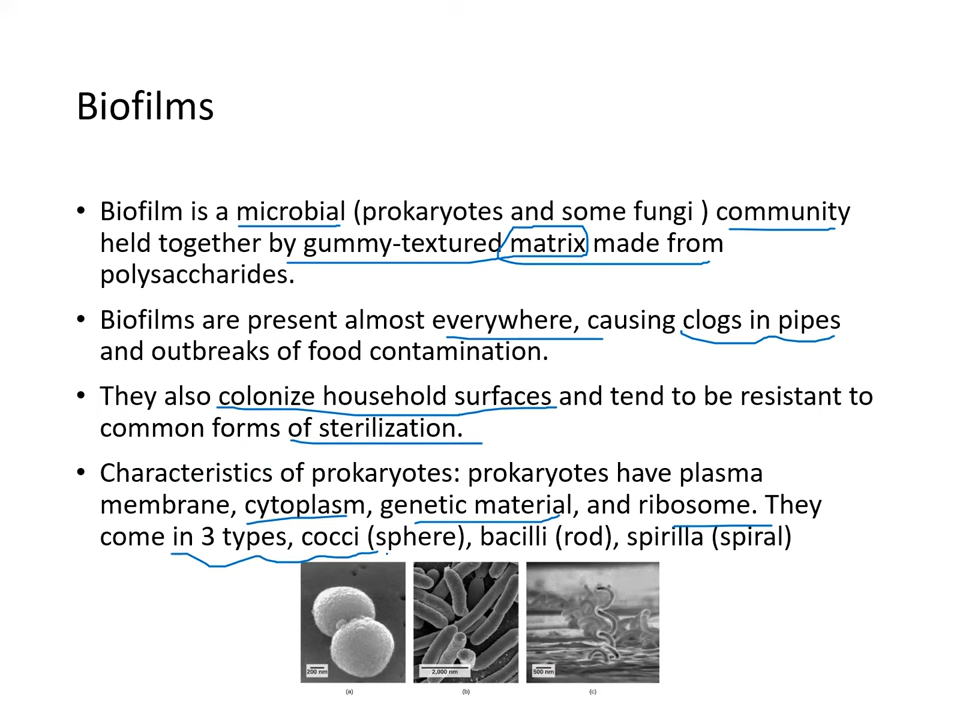 Biofilms
• Biofilm is a microbial (prokaryotes and some fungi ) community
held together by gummy-textured matrix made from
polysaccharides.
• Biofilms are present almost everywhere, causing clogs in pipes
and outbreaks of food contamination.
• They also colonize household surfaces and tend to be resistant to
common forms of sterilization.
• Characteristics of prokaryotes: prokaryotes have plasma
membrane, cytoplasm, genetic material, and ribosome. They
come in 3 types, cocci (sphere), bacilli (rod), spirilla (spiral)
200 nm 2,000 nm 500 nm
(a) (b) (c)